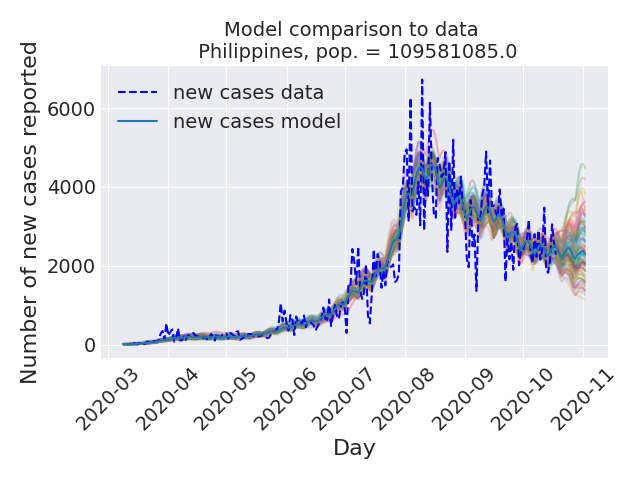 Model comparison to data
Philippines, pop. = 109581085.0
new cases data
new cases model
Number of new cases reported
6000
4000
2000
0
2020-03
2020-04
2020-05
2020-06
2020-07
2020-08
2020-09
2020-10
2020-11
Day